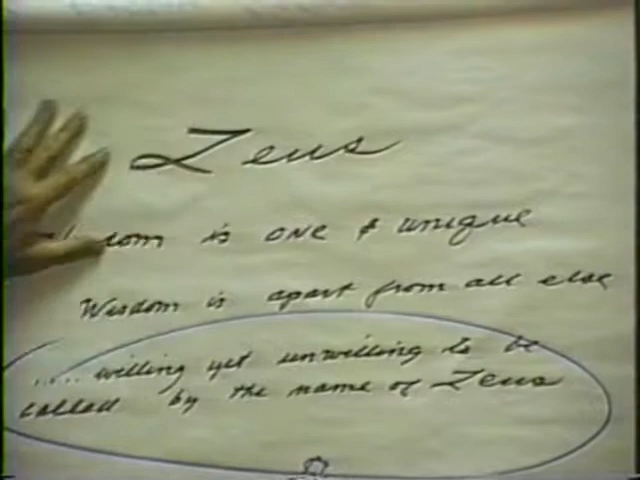 Zeus
is one & unique
Wisdom is apart from all else
.... willing yet unwilling to be
called by the name of Zeus